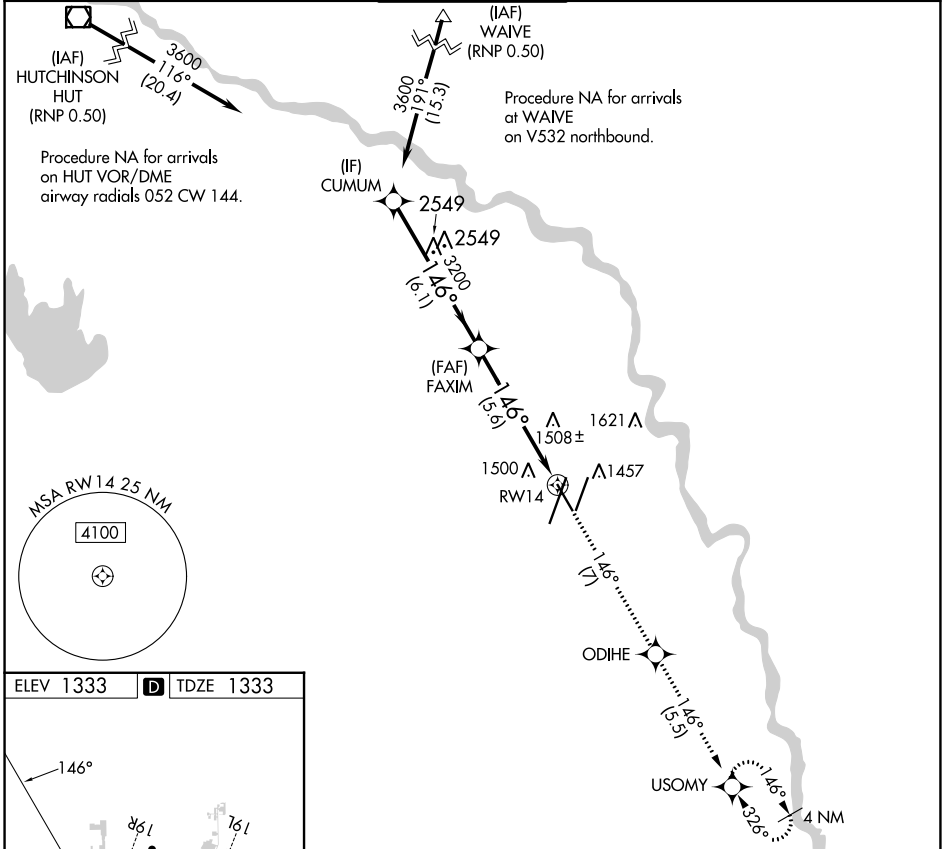 (IAF)
HUTCHINSON
HUT
(RNP 0.50)
3600
116°
(20.4)
(IAF)
WAIVE
(RNP 0.50)
3600
191°
(15.3)
Procedure NA for arrivals
at WAIVE
on V532 northbound.
Procedure NA for arrivals
on HUT VOR/DME
airway radials 052 CW 144.
(IF)
CUMUM
2549
2549
3200
146°
(6.1)
(FAF)
FAXIM
146°
(5.6)
1508±
1621
1500
1457
RW14
MSA RW14 25 NM
4100
146°
(7)
ODIHE
146°
(5.5)
USOMY
146°
326°
4 NM
ELEV 1333
D
TDZE 1333
146°
19R
19L